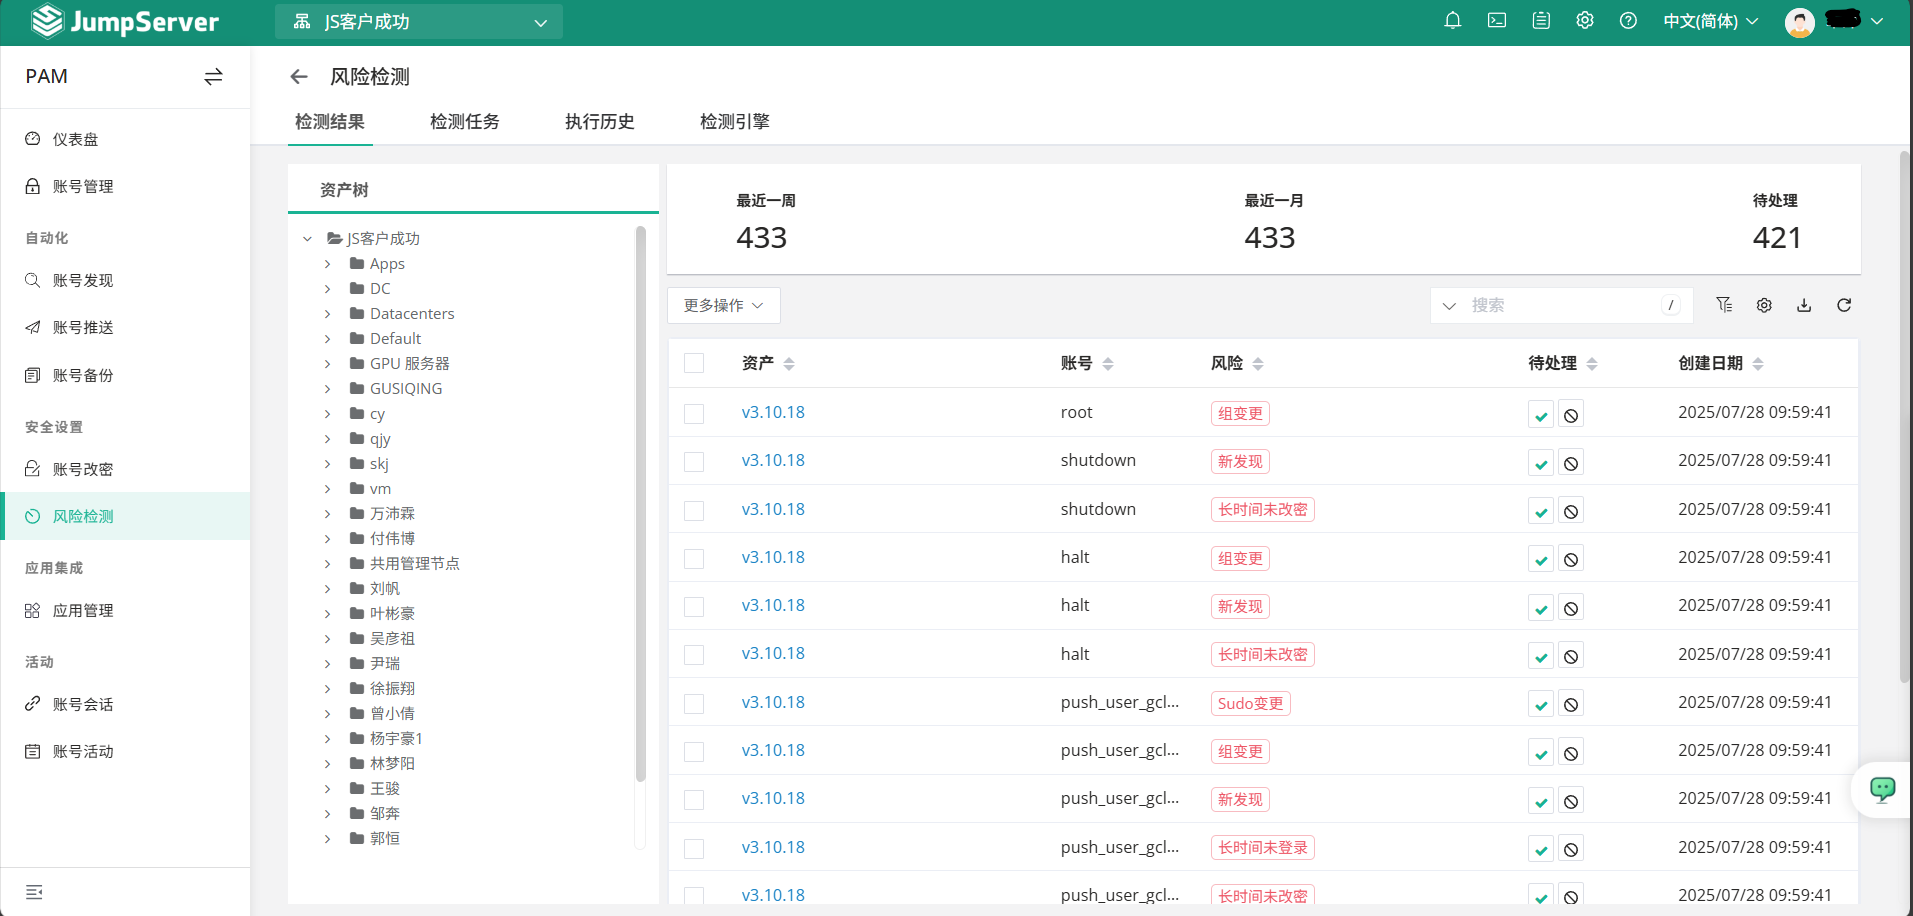 JumpServer
JS客户成功
中文(简体)
PAM
仪表盘
账号管理
自动化
账号发现
账号推送
账号备份
安全设置
账号改密
风险检测
应用集成
应用管理
活动
账号会话
账号活动
风险检测
检测结果 检测任务 执行历史 检测引擎
资产树
JS客户成功
Apps
DC
Datacenters
Default
GPU 服务器
GUSIQING
cy
qjy
skj
vm
万沛霖
付伟博
共用管理节点
刘帆
叶彬豪
吴彦祖
尹瑞
徐振翔
曾小倩
杨宇豪1
林梦阳
王骏
邹奔
郭恒
最近一周 最近一月 待处理
433 433 421
更多操作 搜索 /
资产 账号 风险 待处理 创建日期
v3.10.18 root 组变更 2025/07/28 09:59:41
v3.10.18 shutdown 新发现 2025/07/28 09:59:41
v3.10.18 shutdown 长时间未改密 2025/07/28 09:59:41
v3.10.18 halt 组变更 2025/07/28 09:59:41
v3.10.18 halt 新发现 2025/07/28 09:59:41
v3.10.18 halt 长时间未改密 2025/07/28 09:59:41
v3.10.18 push_user_gcl... Sudo变更 2025/07/28 09:59:41
v3.10.18 push_user_gcl... 组变更 2025/07/28 09:59:41
v3.10.18 push_user_gcl... 新发现 2025/07/28 09:59:41
v3.10.18 push_user_gcl... 长时间未登录 2025/07/28 09:59:41
v3.10.18 push_user_gcl... 长时间未改密 2025/07/28 09:59:41